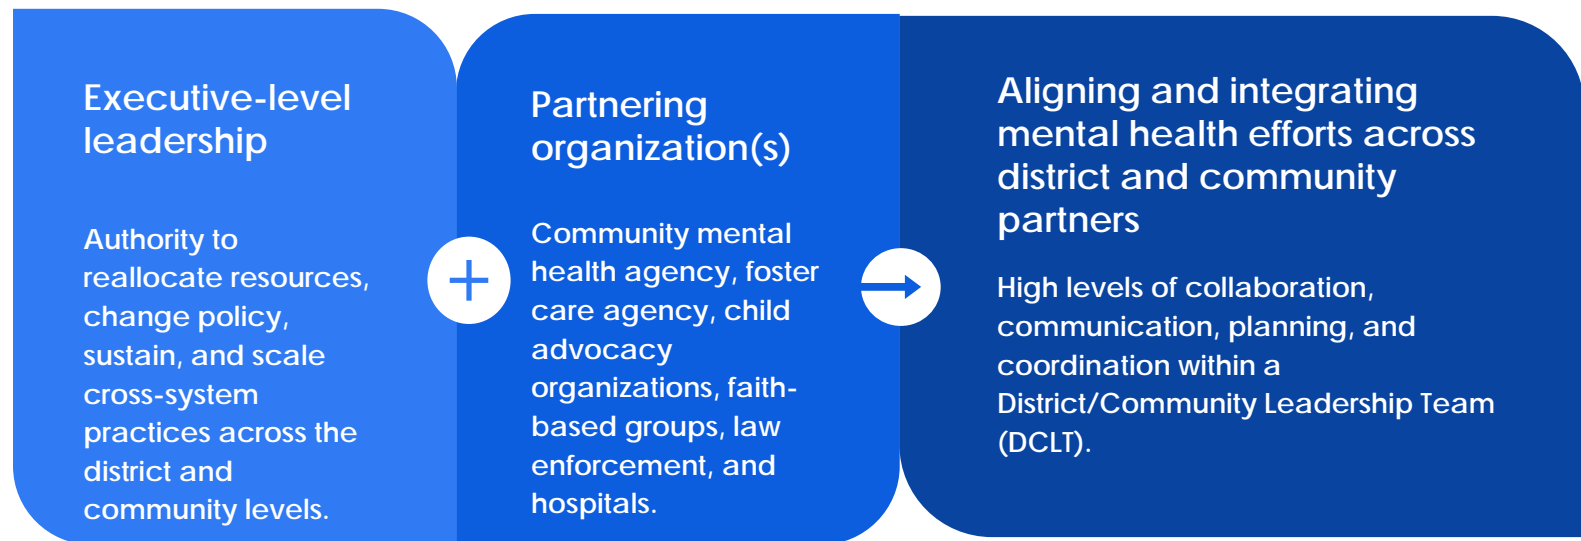 Executive-level
leadership
Authority to
reallocate resources,
change policy,
sustain, and scale
cross-system
practices across the
district and
community levels.
+
Partnering
organization(s)
Community mental
health agency, foster
care agency, child
advocacy
organizations, faith-
based groups, law
enforcement, and
hospitals.
Aligning and integrating
mental health efforts across
district and community
partners
High levels of collaboration,
communication, planning, and
coordination within a
District/Community Leadership Team
(DCLT).